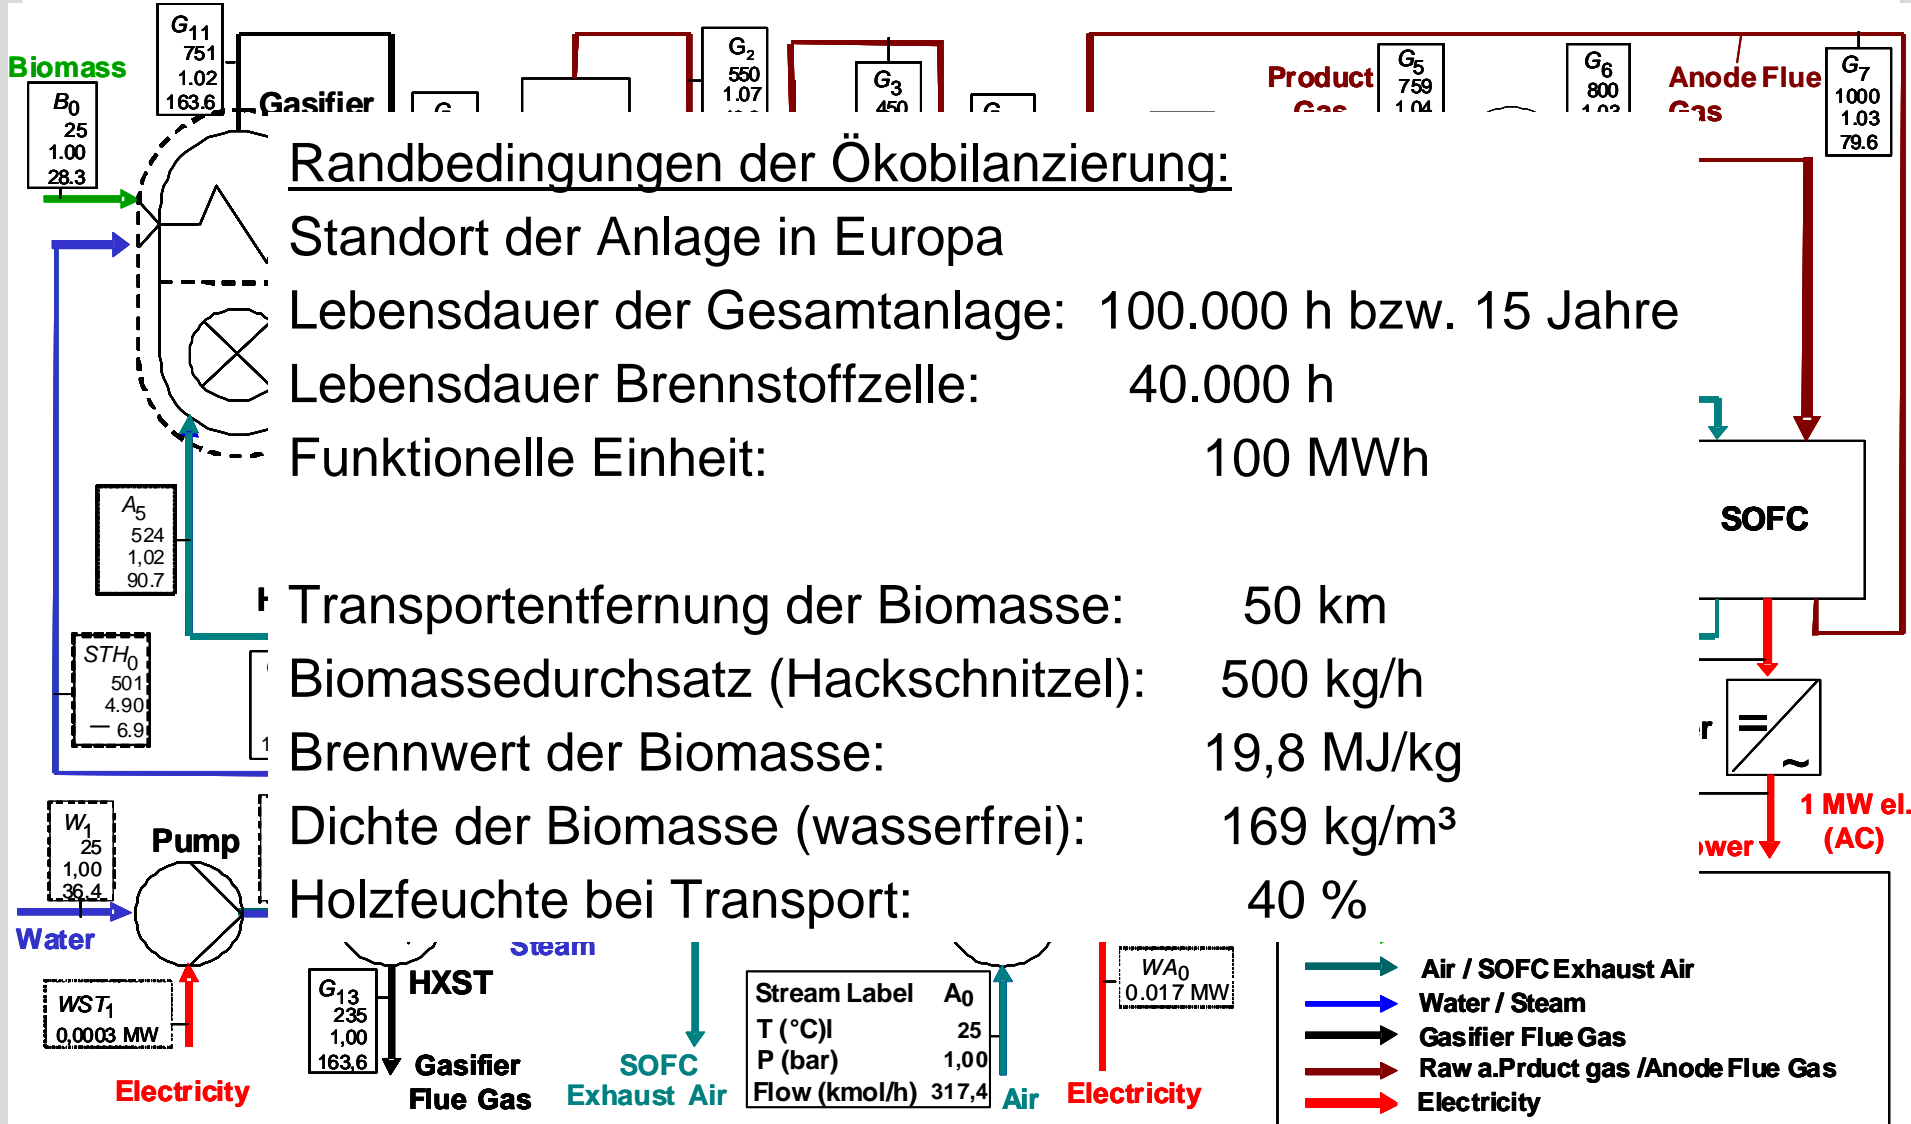 G11
751
1.02
163.6
Biomass
B0
25
1.00
28.3
Gasifier
G2
550
1.07
G3
450
Product
Gas
G5
759
1.04
G6
800
1.03
Anode Flue
Gas
G7
1000
1.03
79.6
Randbedingungen der Ökobilanzierung:
Standort der Anlage in Europa
Lebensdauer der Gesamtanlage: 100.000 h bzw. 15 Jahre
Lebensdauer Brennstoffzelle: 40.000 h
Funktionelle Einheit: 100 MWh
Transportentfernung der Biomasse: 50 km
Biomassedurchsatz (Hackschnitzel): 500 kg/h
Brennwert der Biomasse: 19,8 MJ/kg
Dichte der Biomasse (wasserfrei): 169 kg/m³
Holzfeuchte bei Transport: 40 %
A5
524
1,02
90.7
SOFC
STH0
501
4.90
6.9
=
~
1 MW el.
(AC)
W1
25
1,00
36.4
Pump
Water
Steam
WST1
0,0003 MW
Electricity
G13
235
1,00
163,6
HXST
Gasifier
Flue Gas
SOFC
Exhaust Air
Stream Label A0
T (°C)l 25
P (bar) 1,00
Flow (kmol/h) 317,4
Air
WA0
0.017 MW
Electricity
Air / SOFC Exhaust Air
Water / Steam
Gasifier Flue Gas
Raw a.Prduct gas /Anode Flue Gas
Electricity